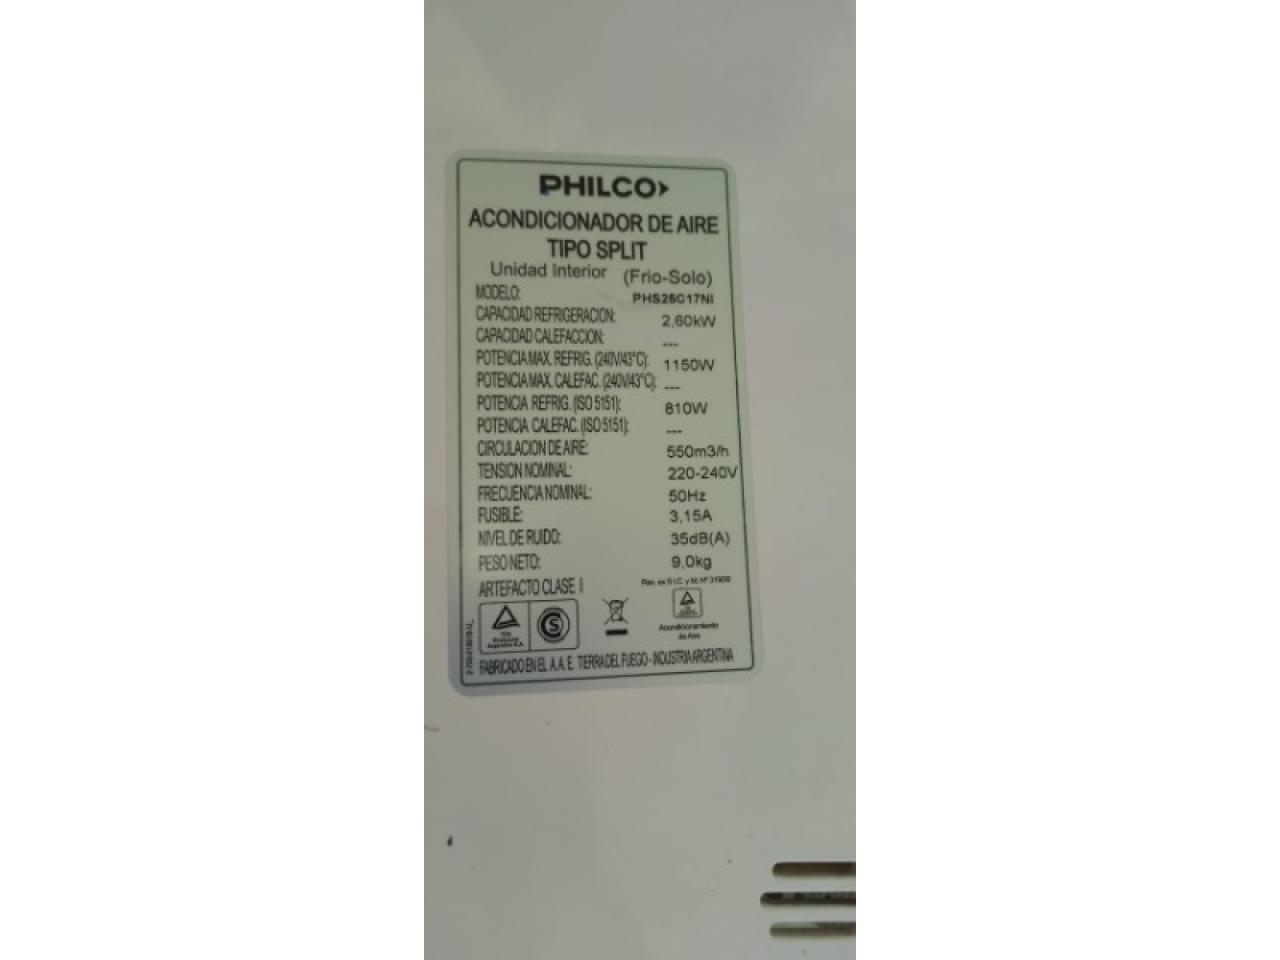 PHILCO
ACONDICIONADOR DE AIRE
TIPO SPLIT
Unidad Interior (Frio-Solo)
MODELO: PHS25C17NI
CAPACIDAD REFRIGERACION: 2,60kW
CAPACIDAD CALEFACCION: ---
POTENCIA MAX. REFRIG. (240V/43°C): 1150W
POTENCIA MAX. CALEFAC. (240V/43°C): ---
POTENCIA REFRIG. (ISO 5151): 810W
POTENCIA CALEFAC. (ISO 5151): ---
CIRCULACION DE AIRE: 550m3/h
TENSION NOMINAL: 220-240V
FRECUENCIA NOMINAL: 50Hz
FUSIBLE: 3,15A
NIVEL DE RUIDO: 35dB(A)
PESO NETO: 9,0kg
ARTEFACTO CLASE I
Res. ex S.I.C. y M. Nº
Acondicionamiento
de Aire
FABRICADO EN EL A.A.E. TIERRA DEL FUEGO - INDUSTRIA ARGENTINA